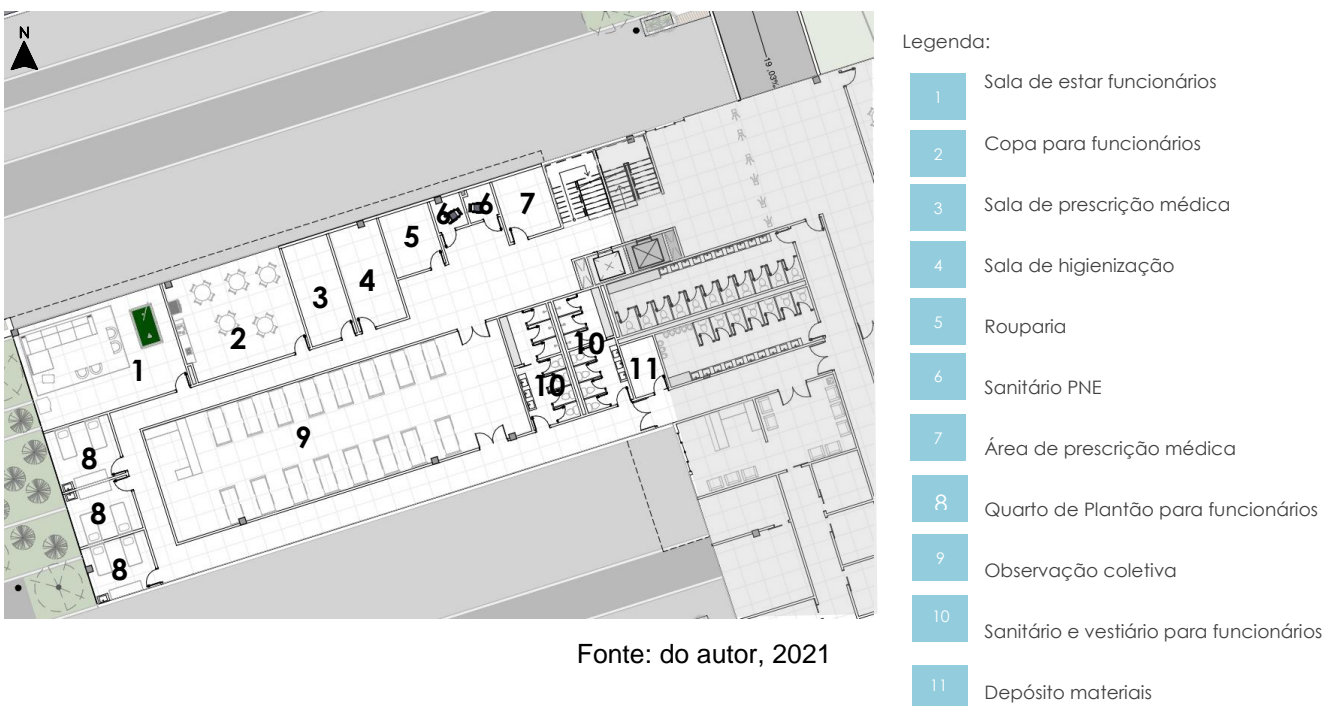 N
19 ,03%
1
2
3
4
5
6
6
7
8
8
8
9
10
10
11
Fonte: do autor, 2021
Legenda:
1 Sala de estar funcionários
2 Copa para funcionários
3 Sala de prescrição médica
4 Sala de higienização
5 Rouparia
6 Sanitário PNE
7 Área de prescrição médica
8 Quarto de Plantão para funcionários
9 Observação coletiva
10 Sanitário e vestiário para funcionários
11 Depósito materiais